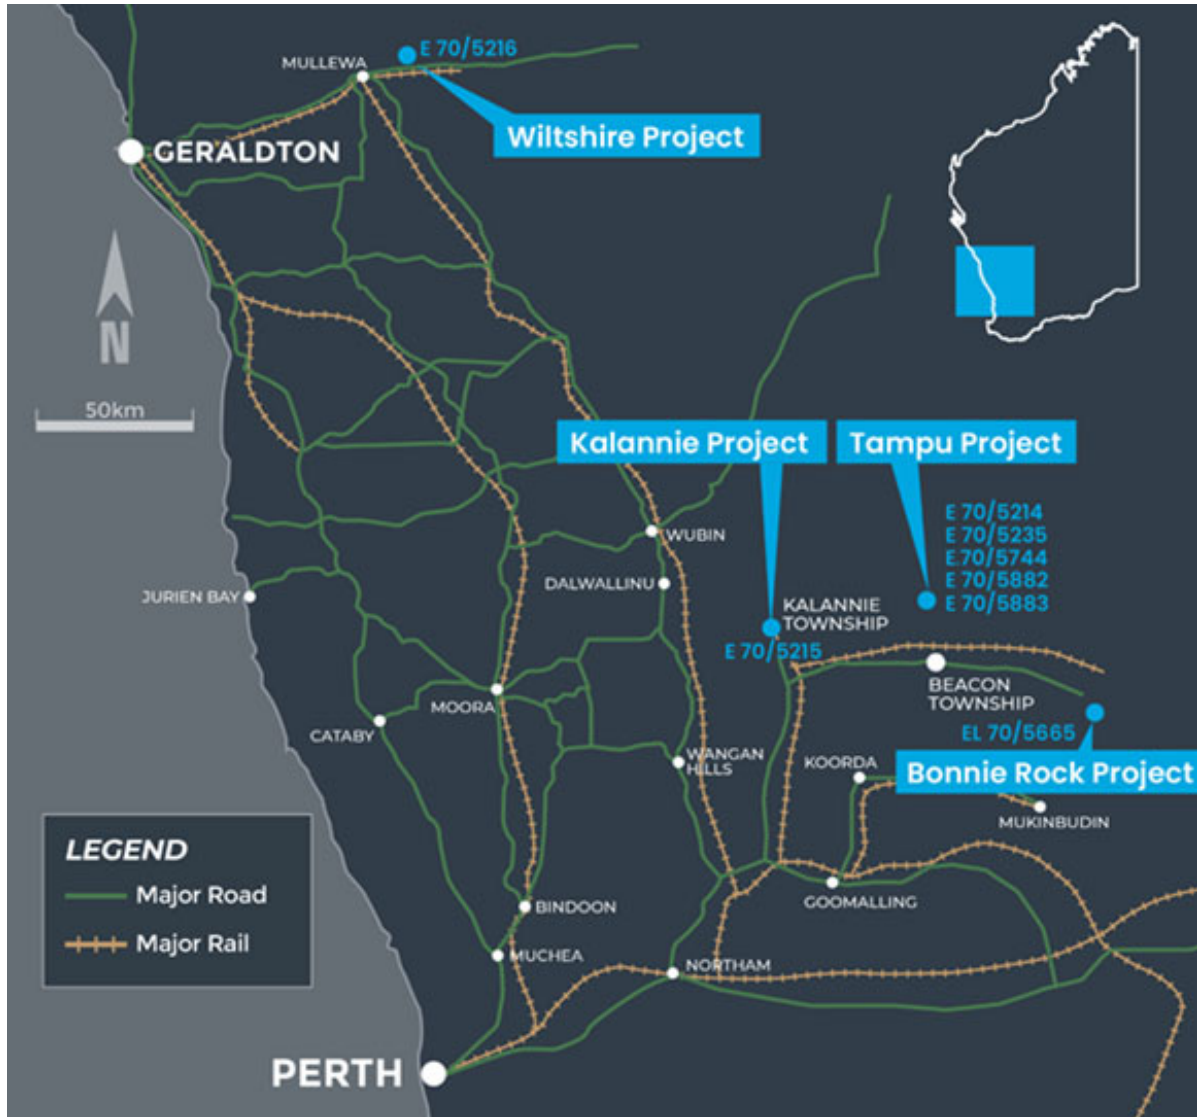 E 70/5216
MULLEWA
Wiltshire Project
GERALDTON
N
50km
Kalannie Project
Tampu Project
E 70/5214
E 70/5235
E.70/5744
E 70/5882
E 70/5883
WUBIN
DALWALLINU
JURIEN BAY
KALANNIE
TOWNSHIP
E 70/5215
BEACON
TOWNSHIP
MOORA
CATABY
EL 70/5665
WANGAN
HILLS
KOORDA
Bonnie Rock Project
MUKINBUDIN
LEGEND
Major Road
Major Rail
GOOMALLING
BINDOON
MUCHEA
NORTHAM
PERTH